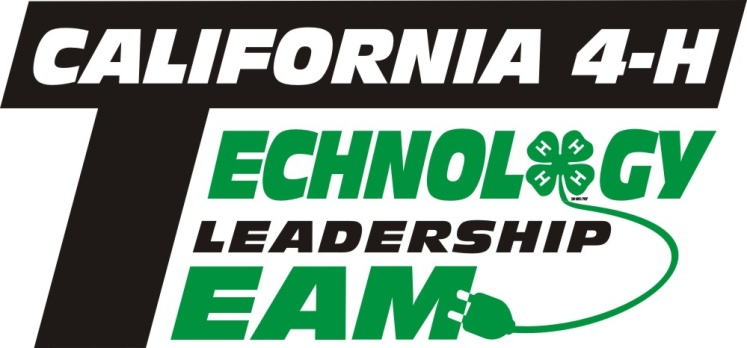 CALIFORNIA 4-H
TECHNOLOGY
H H
H H
LEADERSHIP
TEAM